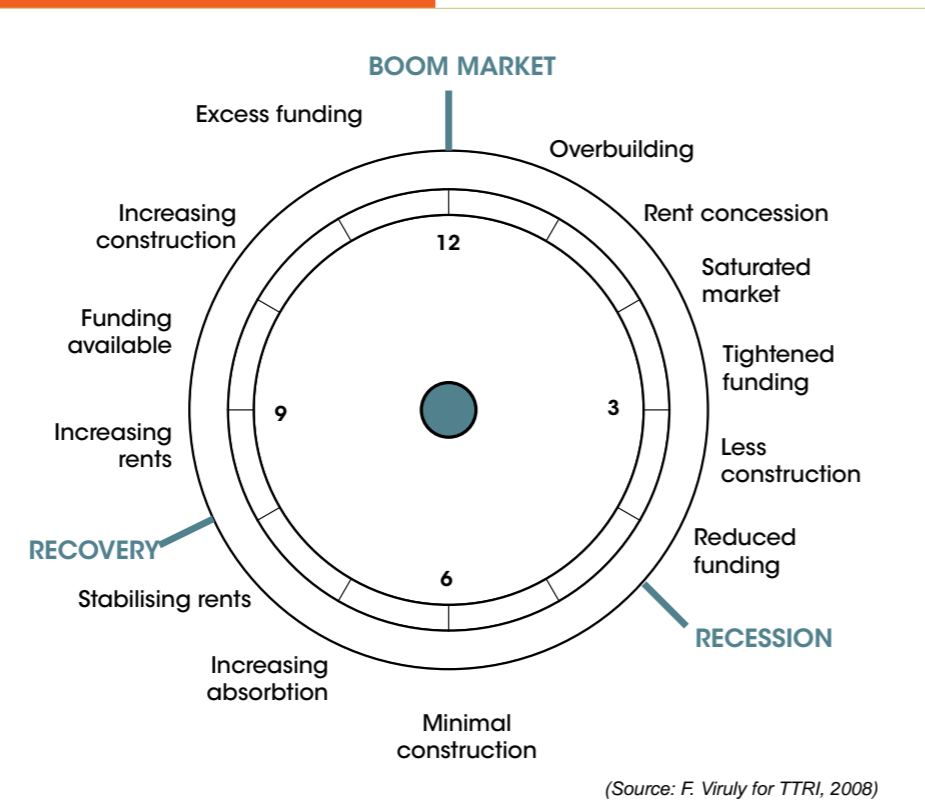 BOOM MARKET
Excess funding
Overbuilding
Rent concession
Saturated
market
Tightened
funding
Less
construction
Reduced
funding
RECESSION
Minimal
construction
Increasing
absorbtion
Stabilising rents
RECOVERY
Increasing
rents
Funding
available
Increasing
construction
12
3
6
9
(Source: F. Viruly for TTRI, 2008)